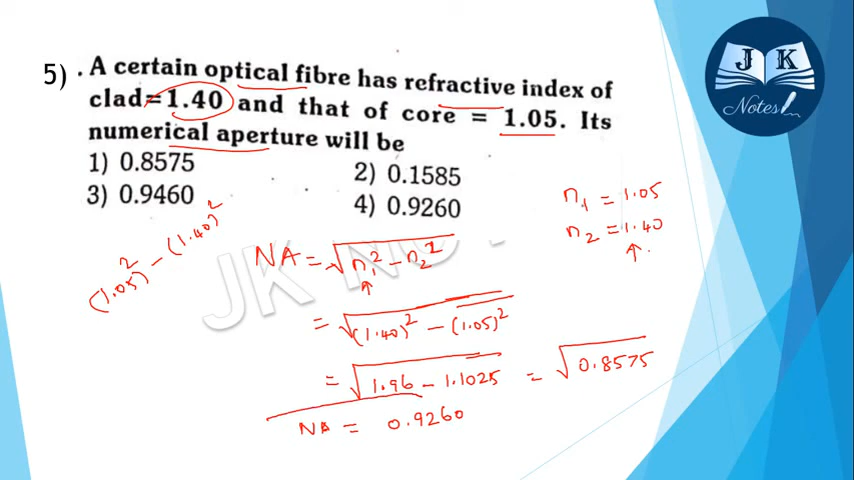 5) . A certain optical fibre has refractive index of
clad=1.40 and that of core = 1.05. Its
numerical aperture will be
1) 0.8575
2) 0.1585
3) 0.9460
4) 0.9260
JK
Notes
n₁ = 1.05
n₂ = 1.40
(1.05)² - (1.40)²
NA = √n₁² - n₂²
= √(1.40)² - (1.05)²
= √1.96 - 1.1025 = √0.8575
NA = 0.9260
JK NOT